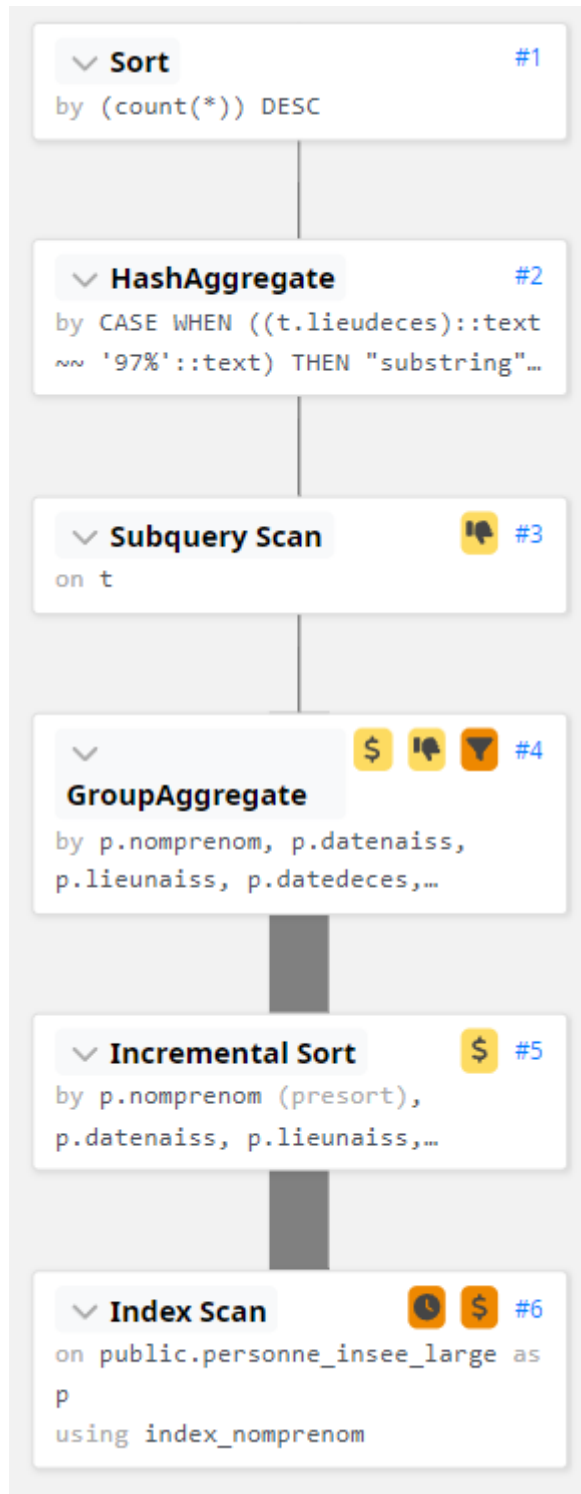 Sort #1
by (count(*)) DESC
HashAggregate #2
by CASE WHEN ((t.lieudeces)::text
~~ '97%'::text) THEN "substring"…
Subquery Scan #3
on t
$ #4
GroupAggregate
by p.nomprenom, p.datenaiss,
p.lieunaiss, p.datedeces,…
Incremental Sort $ #5
by p.nomprenom (presort),
p.datenaiss, p.lieunaiss,…
Index Scan $ #6
on public.personne_insee_large as
p
using index_nomprenom